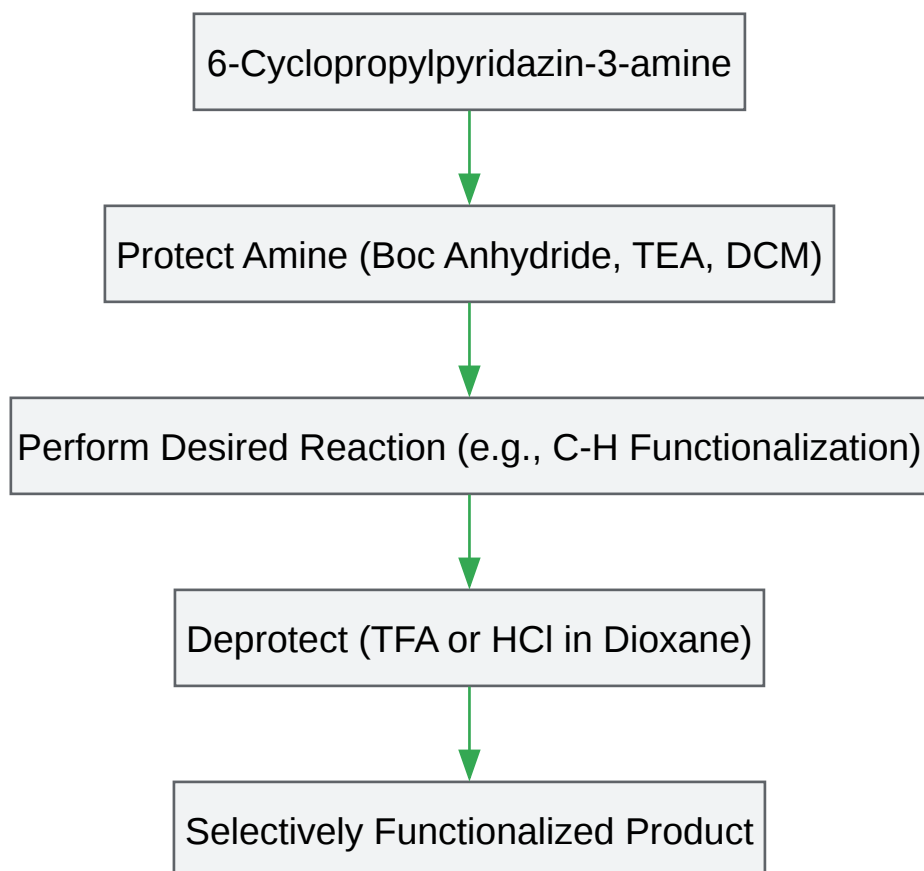 6-Cyclopropylpyridazin-3-amine
Protect Amine (Boc Anhydride, TEA, DCM)
Perform Desired Reaction (e.g., C-H Functionalization)
Deprotect (TFA or HCl in Dioxane)
Selectively Functionalized Product